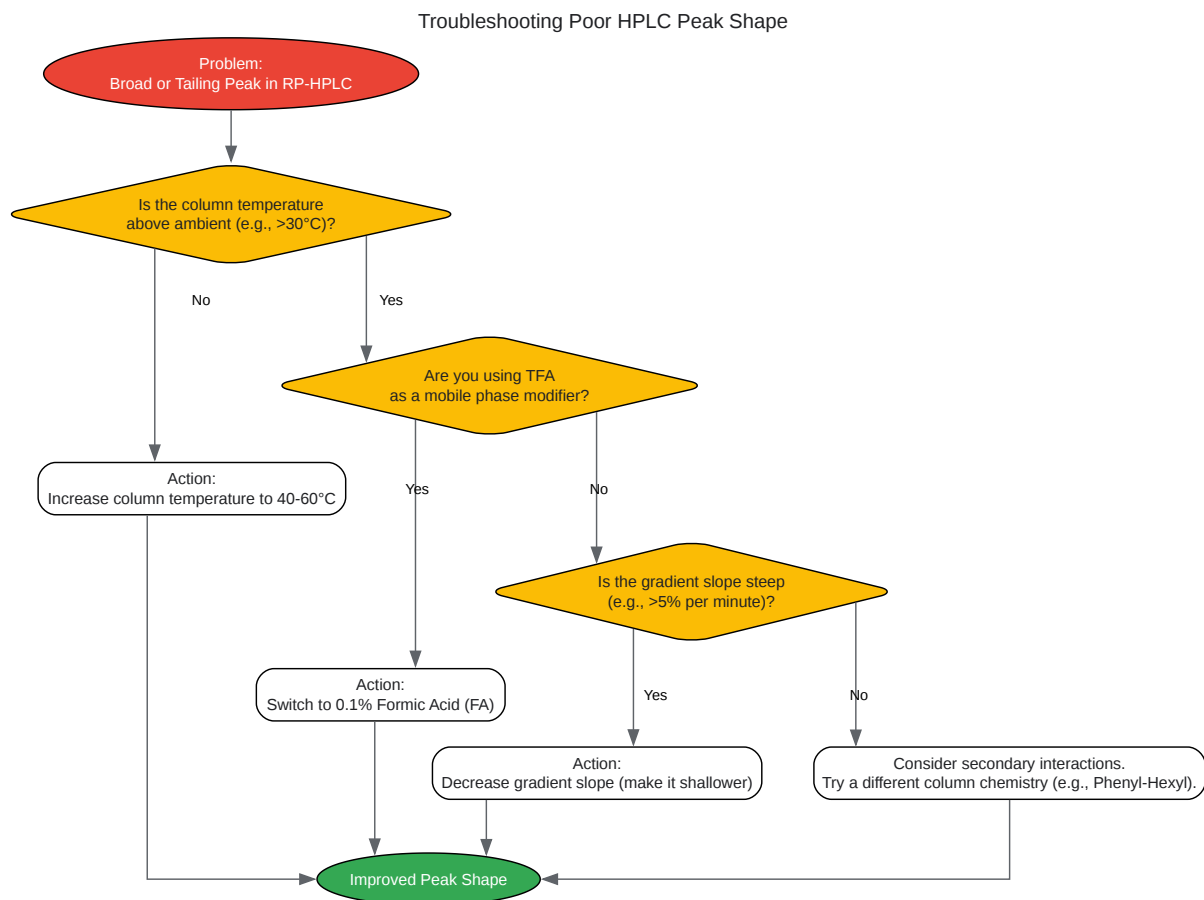 Troubleshooting Poor HPLC Peak Shape
Problem:
Broad or Tailing Peak in RP-HPLC
Is the column temperature
above ambient (e.g., >30°C)?
No
Yes
Are you using TFA
as a mobile phase modifier?
Action:
Increase column temperature to 40-60°C
Yes
No
Is the gradient slope steep
(e.g., >5% per minute)?
Action:
Switch to 0.1% Formic Acid (FA)
Yes
No
Action:
Decrease gradient slope (make it shallower)
Consider secondary interactions.
Try a different column chemistry (e.g., Phenyl-Hexyl).
Improved Peak Shape